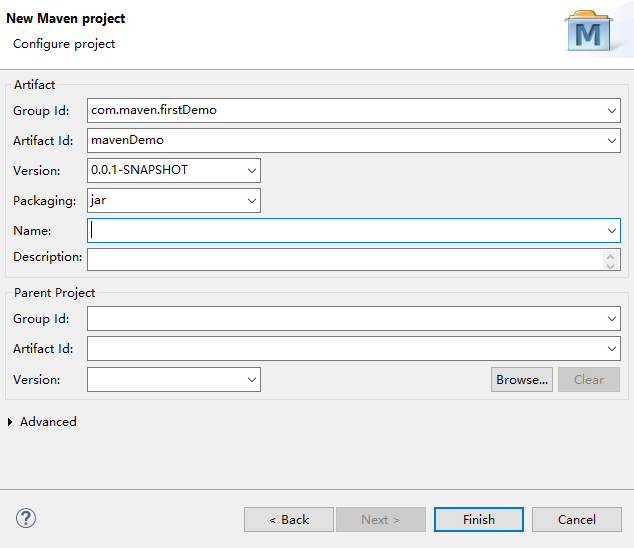 New Maven project
Configure project
M
Artifact
Group Id: com.maven.firstDemo
Artifact Id: mavenDemo
Version: 0.0.1-SNAPSHOT
Packaging: jar
Name:
Description:
Parent Project
Group Id:
Artifact Id:
Version: Browse... Clear
Advanced
? < Back Next > Finish Cancel